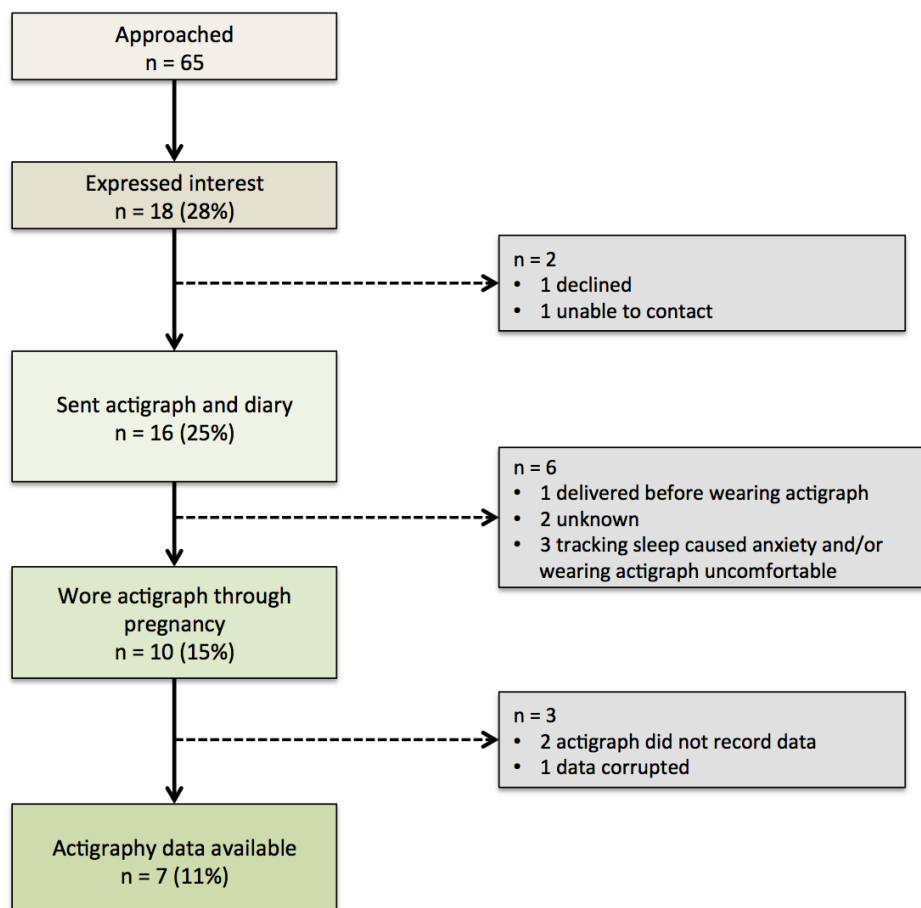 Approached
n = 65
Expressed interest
n = 18 (28%)
n = 2
• 1 declined
• 1 unable to contact
Sent actigraph and diary
n = 16 (25%)
n = 6
• 1 delivered before wearing actigraph
• 2 unknown
• 3 tracking sleep caused anxiety and/or
wearing actigraph uncomfortable
Wore actigraph through
pregnancy
n = 10 (15%)
n = 3
• 2 actigraph did not record data
• 1 data corrupted
Actigraphy data available
n = 7 (11%)